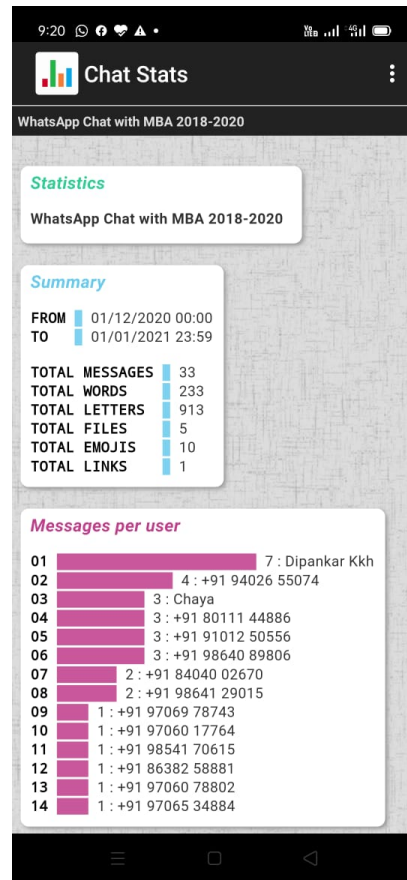 9:20
Vo LTE 4G
Chat Stats
WhatsApp Chat with MBA 2018-2020
Statistics
WhatsApp Chat with MBA 2018-2020
Summary
FROM 01/12/2020 00:00
TO 01/01/2021 23:59
TOTAL MESSAGES 33
TOTAL WORDS 233
TOTAL LETTERS 913
TOTAL FILES 5
TOTAL EMOJIS 10
TOTAL LINKS 1
Messages per user
01 7 : Dipankar Kkh
02 4 : +91 94026 55074
03 3 : Chaya
04 3 : +91 80111 44886
05 3 : +91 91012 50556
06 3 : +91 98640 89806
07 2 : +91 84040 02670
08 2 : +91 98641 29015
09 1 : +91 97069 78743
10 1 : +91 97060 17764
11 1 : +91 98541 70615
12 1 : +91 86382 58881
13 1 : +91 97060 78802
14 1 : +91 97065 34884